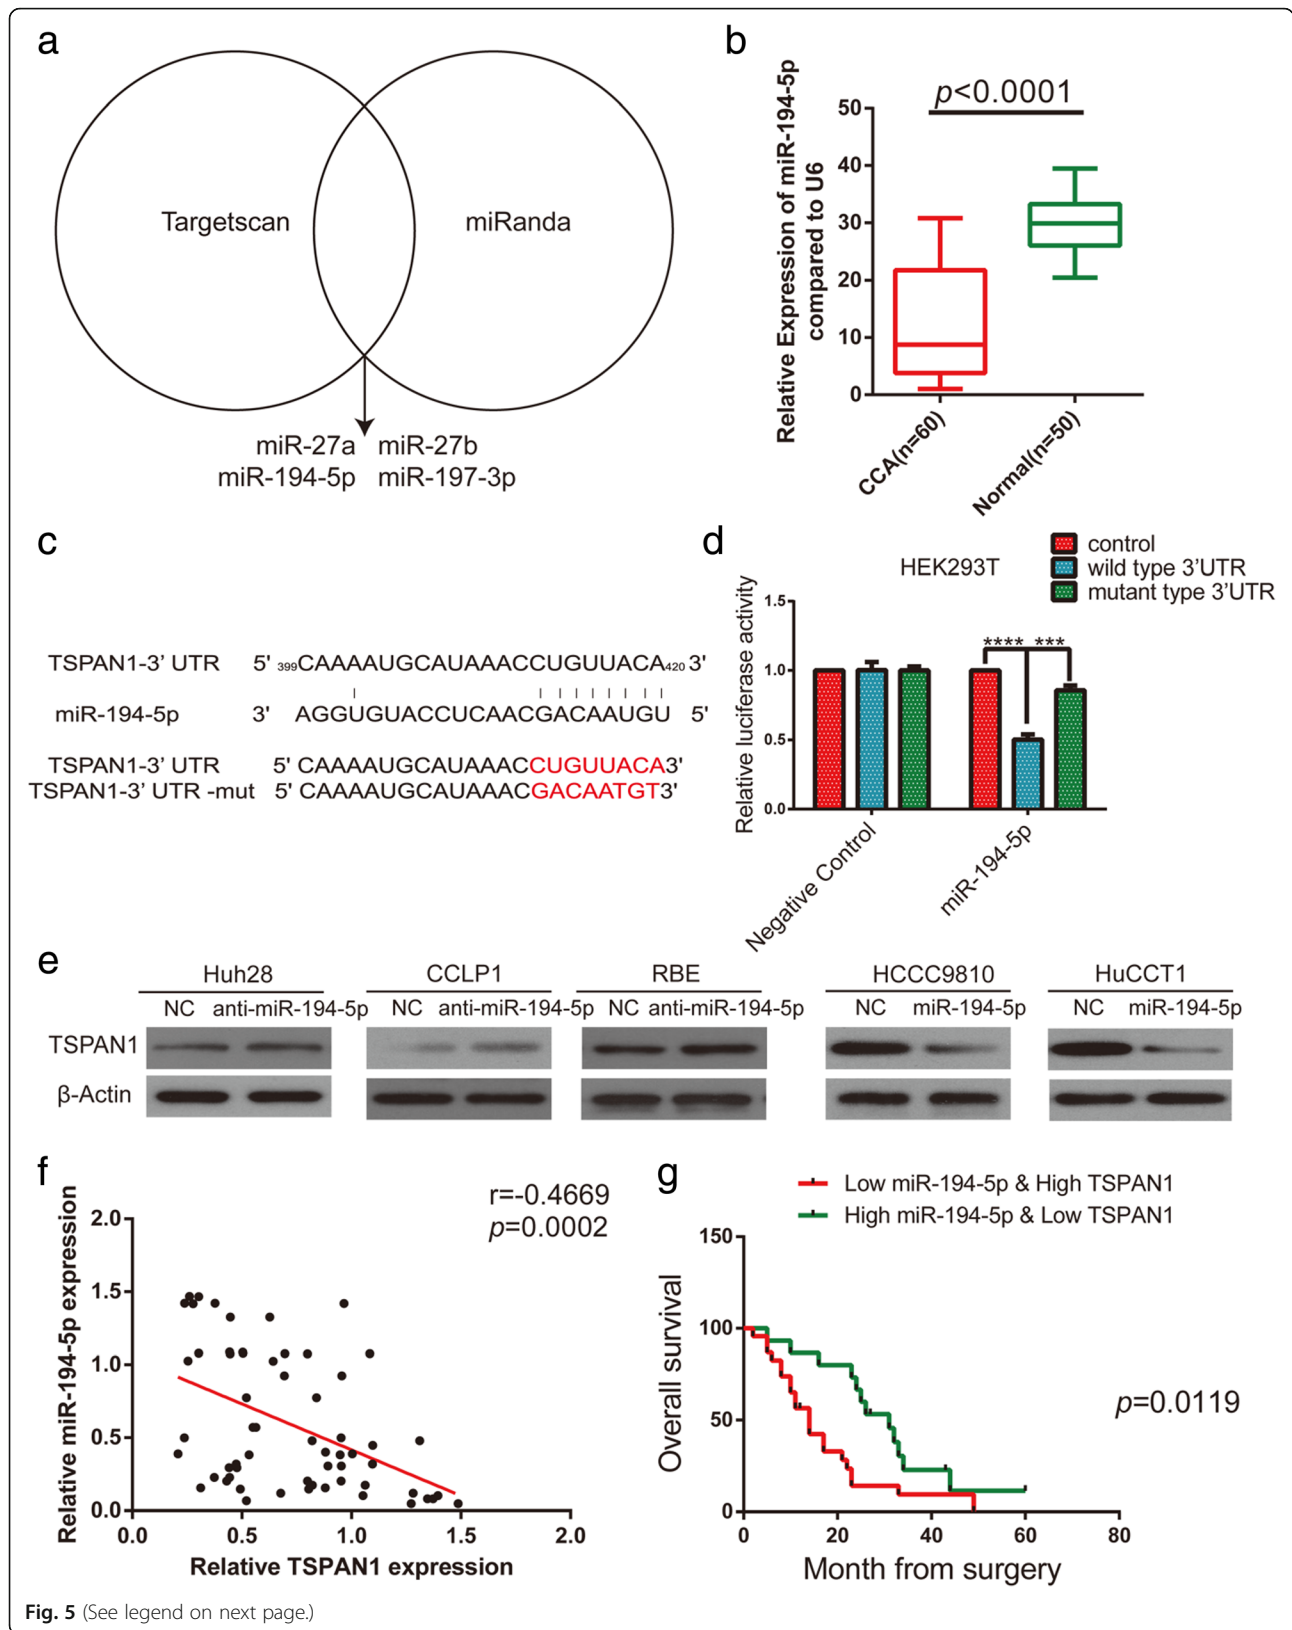 a
Targetscan
miRanda
miR-27a miR-27b
miR-194-5p miR-197-3p
b
p<0.0001
Relative Expression of miR-194-5p
compared to U6
50
40
30
20
10
0
CCA(n=60)
Normal(n=50)
c
TSPAN1-3’ UTR 5' 399CAAAAUGCAUAAACCUGUUACA420 3'
miR-194-5p 3' AGGUGUACCUCAACGACAAUGU 5'
TSPAN1-3’ UTR 5' CAAAAUGCAUAAACCUGUUACA3'
TSPAN1-3’ UTR -mut 5' CAAAAUGCAUAAACGACAATGT3'
d
HEK293T
control
wild type 3’UTR
mutant type 3’UTR
Relative luciferase activity
1.5
1.0
0.5
0.0
**** ***
Negative Control
miR-194-5p
e
Huh28 CCLP1 RBE HCCC9810 HuCCT1
NC anti-miR-194-5p NC anti-miR-194-5p NC anti-miR-194-5p NC miR-194-5p NC miR-194-5p
TSPAN1
β-Actin
f
r=-0.4669
p=0.0002
Relative miR-194-5p expression
2.0
1.5
1.0
0.5
0.0
0.0 0.5 1.0 1.5 2.0
Relative TSPAN1 expression
g
Low miR-194-5p & High TSPAN1
High miR-194-5p & Low TSPAN1
Overall survival
150
100
50
0
p=0.0119
0 20 40 60 80
Month from surgery
Fig. 5 (See legend on next page.)